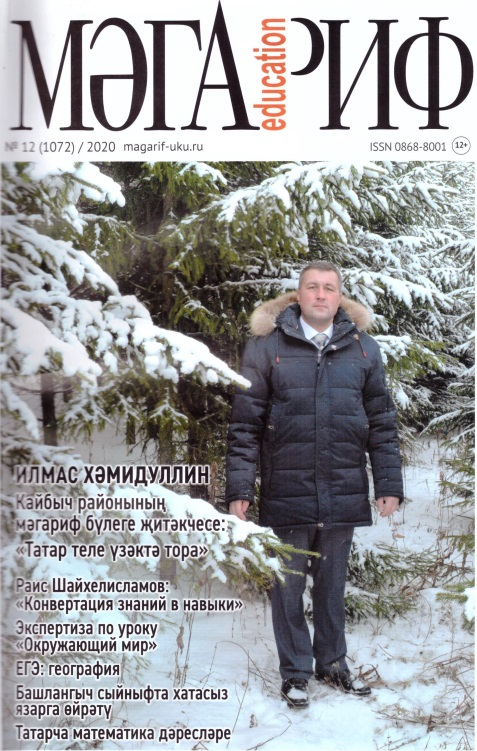 МӘГАРИФ
education
№ 12 (1072) / 2020 magarif-uku.ru ISSN 0868-8001 12+
ИЛМАС ХӘМИДУЛЛИН
Кайбыч районының
мәгариф бүлеге җитәкчесе:
«Татар теле үзәктә тора»
Раис Шайхелисламов:
«Конвертация знаний в навыки»
Экспертиза по уроку
«Окружающий мир»
ЕГЭ: география
Башлангыч сыйныфта хатасыз
язарга өйрәтү
Татарча математика дәресләре